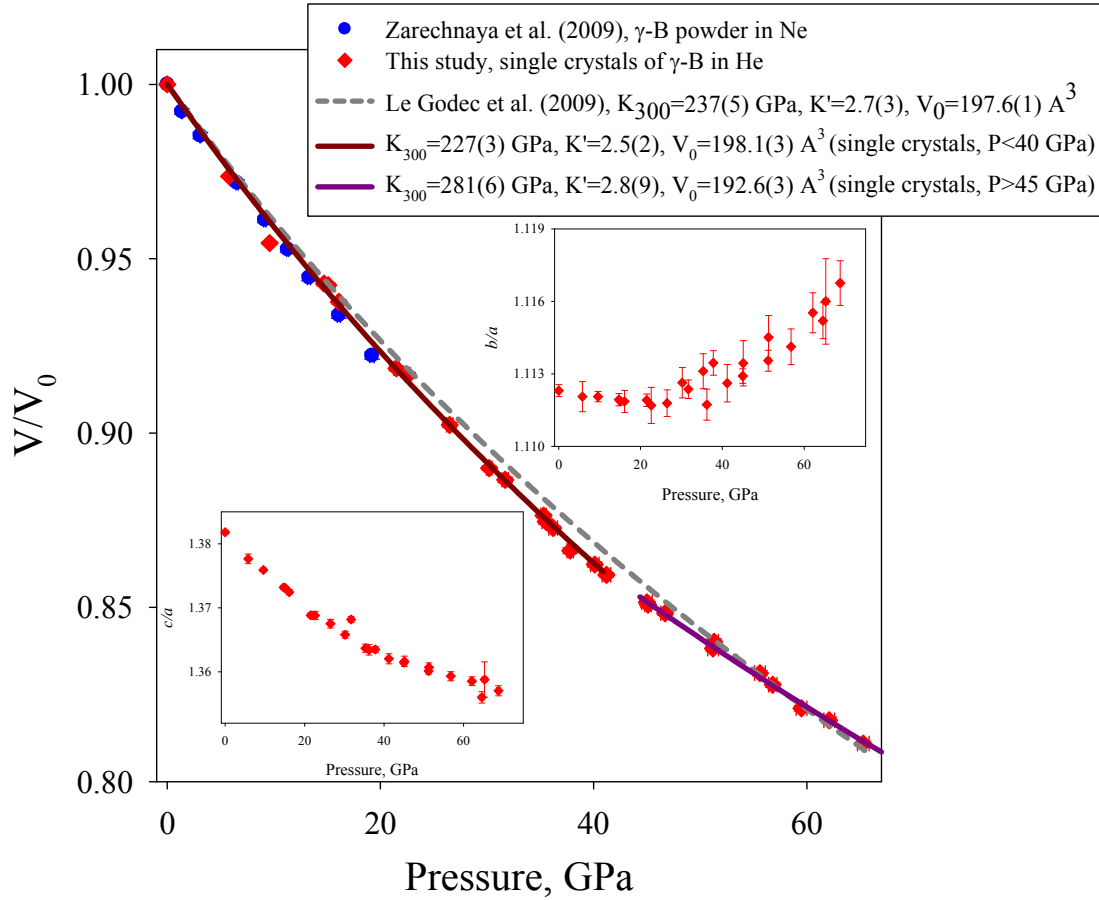 Zarechnaya et al. (2009), γ-B powder in Ne
This study, single crystals of γ-B in He
Le Godec et al. (2009), K300=237(5) GPa, K'=2.7(3), V0=197.6(1) A^3
K300=227(3) GPa, K'=2.5(2), V0=198.1(3) A^3 (single crystals, P<40 GPa)
K300=281(6) GPa, K'=2.8(9), V0=192.6(3) A^3 (single crystals, P>45 GPa)
V/V0
1.00
0.95
0.90
0.85
0.80
0
20
40
60
Pressure, GPa
b/a
1.119
1.116
1.113
1.110
0
20
40
60
Pressure, GPa
c/a
1.38
1.37
1.36
0
20
40
60
Pressure, GPa